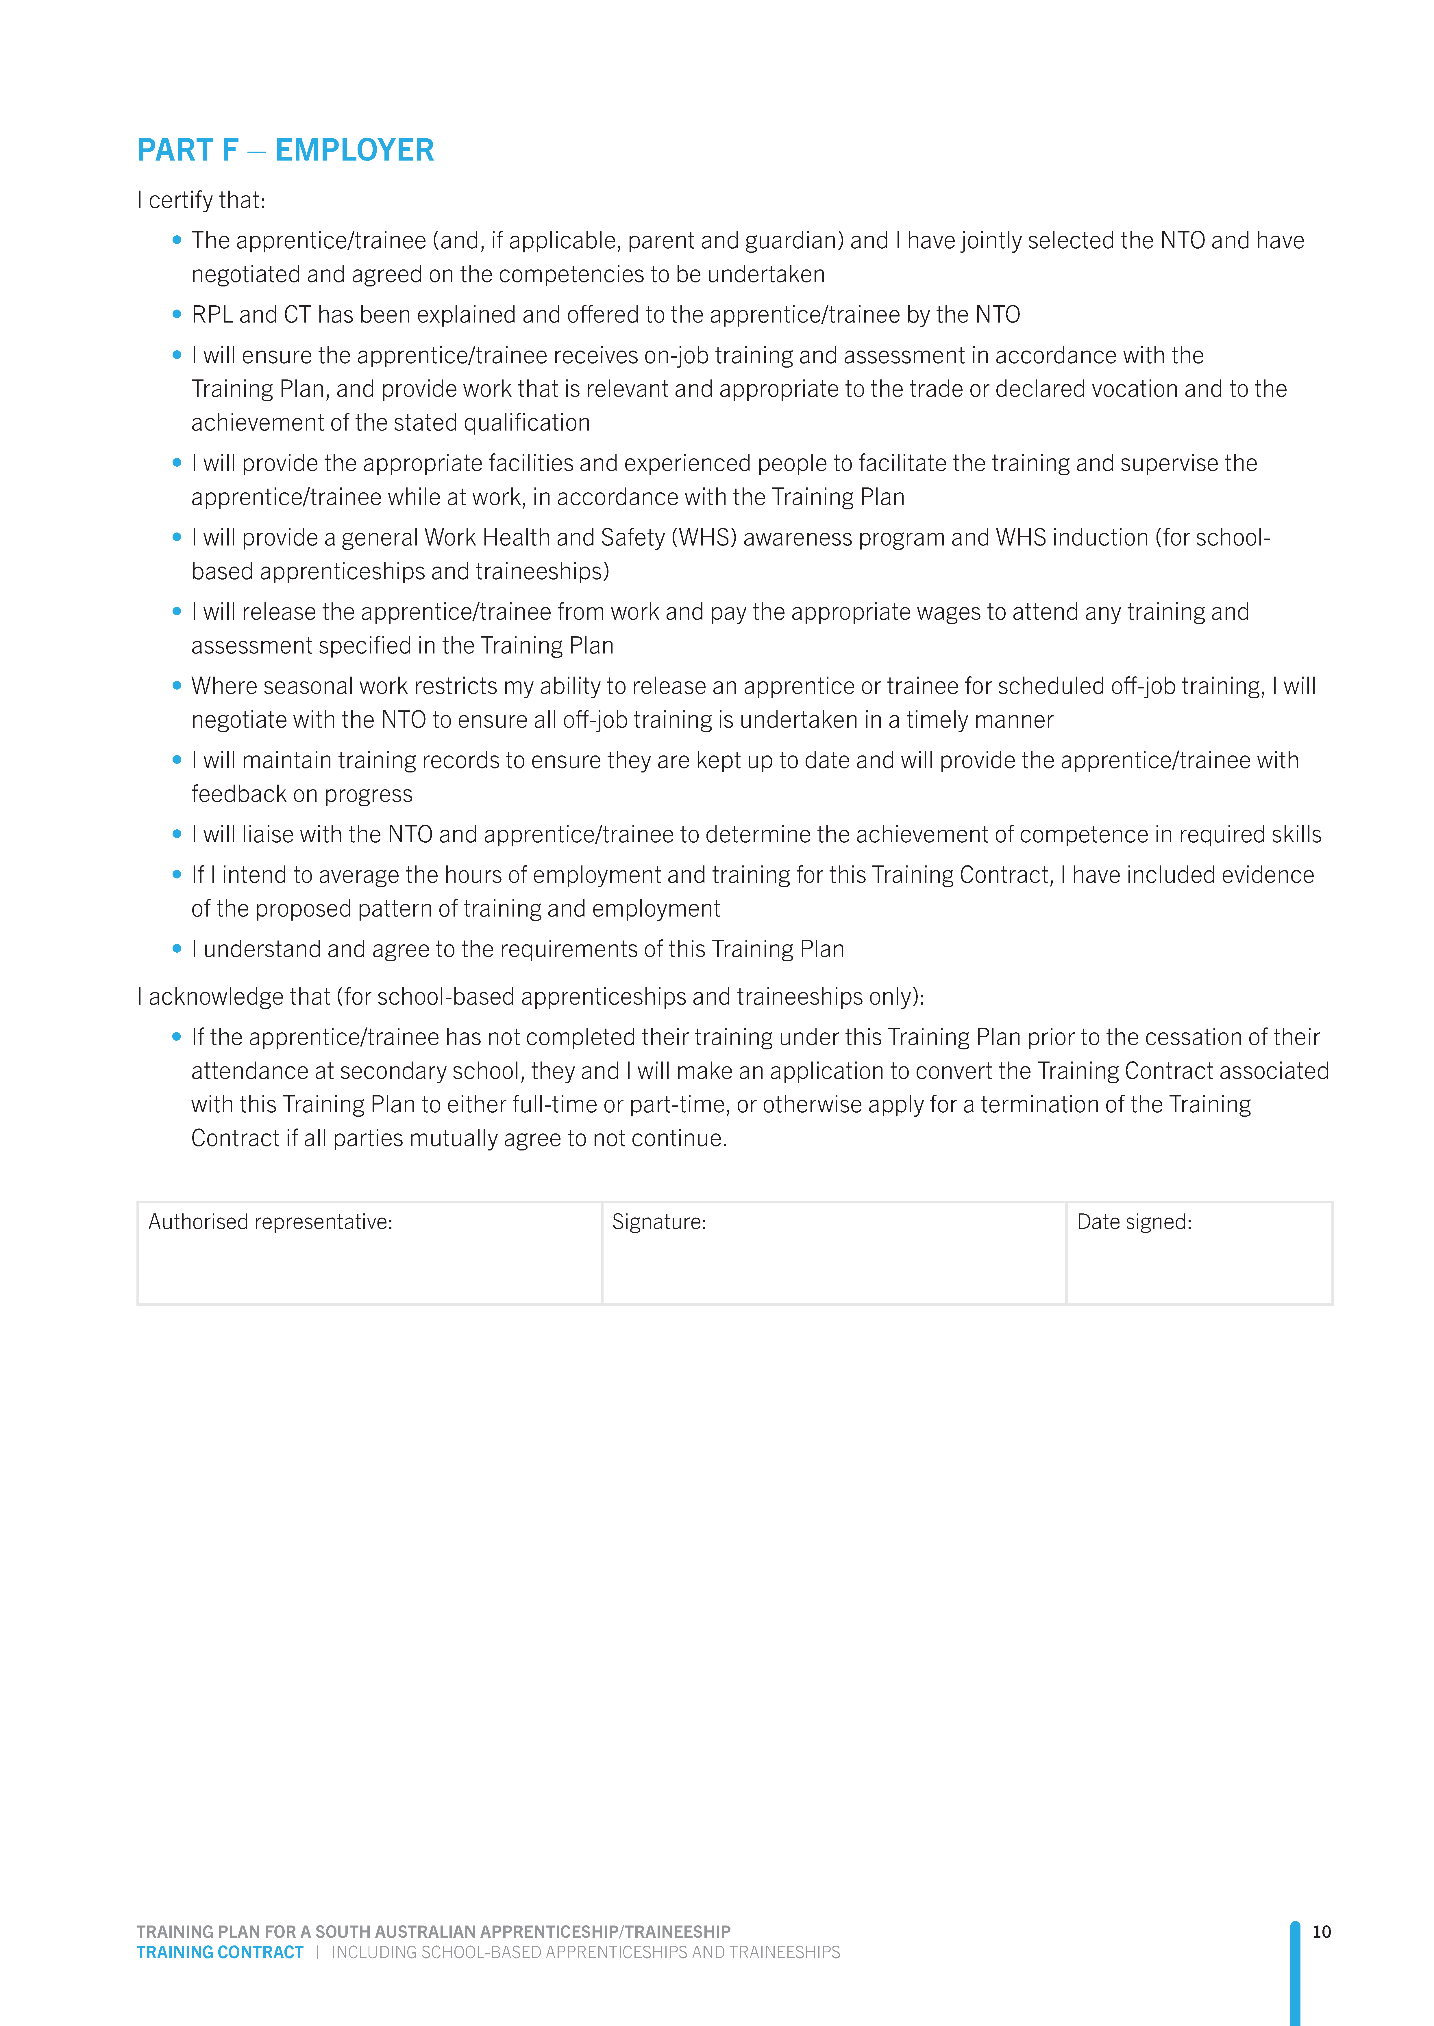 PART F – EMPLOYER
I certify that:
• The apprentice/trainee (and, if applicable, parent and guardian) and I have jointly selected the NTO and have
negotiated and agreed on the competencies to be undertaken
• RPL and CT has been explained and offered to the apprentice/trainee by the NTO
• I will ensure the apprentice/trainee receives on-job training and assessment in accordance with the
Training Plan, and provide work that is relevant and appropriate to the trade or declared vocation and to the
achievement of the stated qualification
• I will provide the appropriate facilities and experienced people to facilitate the training and supervise the
apprentice/trainee while at work, in accordance with the Training Plan
• I will provide a general Work Health and Safety (WHS) awareness program and WHS induction (for school-
based apprenticeships and traineeships)
• I will release the apprentice/trainee from work and pay the appropriate wages to attend any training and
assessment specified in the Training Plan
• Where seasonal work restricts my ability to release an apprentice or trainee for scheduled off-job training, I will
negotiate with the NTO to ensure all off-job training is undertaken in a timely manner
• I will maintain training records to ensure they are kept up to date and will provide the apprentice/trainee with
feedback on progress
• I will liaise with the NTO and apprentice/trainee to determine the achievement of competence in required skills
• If I intend to average the hours of employment and training for this Training Contract, I have included evidence
of the proposed pattern of training and employment
• I understand and agree to the requirements of this Training Plan
I acknowledge that (for school-based apprenticeships and traineeships only):
• If the apprentice/trainee has not completed their training under this Training Plan prior to the cessation of their
attendance at secondary school, they and I will make an application to convert the Training Contract associated
with this Training Plan to either full-time or part-time, or otherwise apply for a termination of the Training
Contract if all parties mutually agree to not continue.
Authorised representative:
Signature:
Date signed:
TRAINING PLAN FOR A SOUTH AUSTRALIAN APPRENTICESHIP/TRAINEESHIP
TRAINING CONTRACT | INCLUDING SCHOOL-BASED APPRENTICESHIPS AND TRAINEESHIPS
10